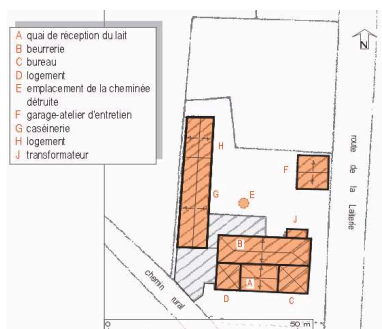 A quai de réception du lait
B beurrerie
C bureau
D logement
E emplacement de la cheminée
détruite
F garage-atelier d'entretien
G caséinerie
H logement
J transformateur
N
route de la Laiterie
H
F
G
E
J
B
A
D
C
chemin rural
0
50 m